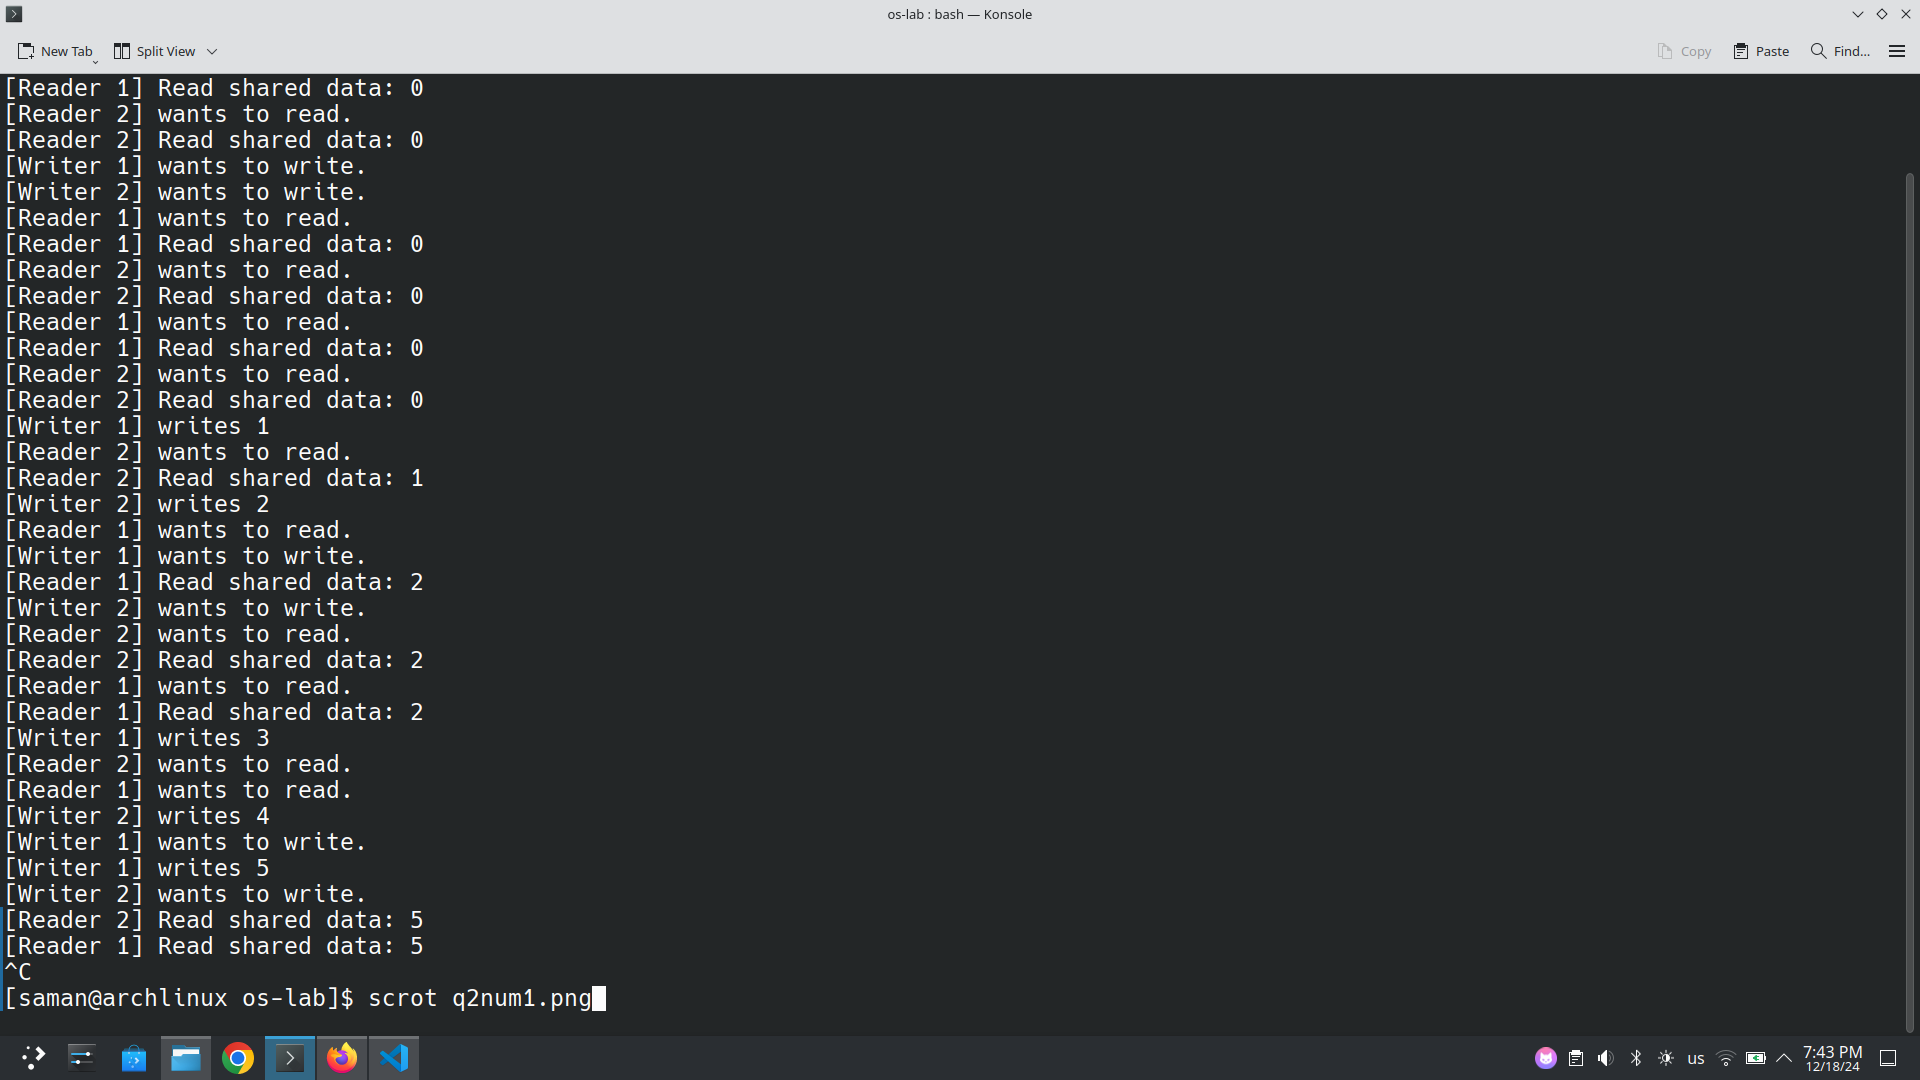 os-lab : bash — Konsole
New Tab Split View Copy Paste Find...
[Reader 1] Read shared data: 0
[Reader 2] wants to read.
[Reader 2] Read shared data: 0
[Writer 1] wants to write.
[Writer 2] wants to write.
[Reader 1] wants to read.
[Reader 1] Read shared data: 0
[Reader 2] wants to read.
[Reader 2] Read shared data: 0
[Reader 1] wants to read.
[Reader 1] Read shared data: 0
[Reader 2] wants to read.
[Reader 2] Read shared data: 0
[Writer 1] writes 1
[Reader 2] wants to read.
[Reader 2] Read shared data: 1
[Writer 2] writes 2
[Reader 1] wants to read.
[Writer 1] wants to write.
[Reader 1] Read shared data: 2
[Writer 2] wants to write.
[Reader 2] wants to read.
[Reader 2] Read shared data: 2
[Reader 1] wants to read.
[Reader 1] Read shared data: 2
[Writer 1] writes 3
[Reader 2] wants to read.
[Reader 1] wants to read.
[Writer 2] writes 4
[Writer 1] wants to write.
[Writer 1] writes 5
[Writer 2] wants to write.
[Reader 2] Read shared data: 5
[Reader 1] Read shared data: 5
^C
[saman@archlinux os-lab]$ scrot q2num1.png
us 7:43 PM
12/18/24